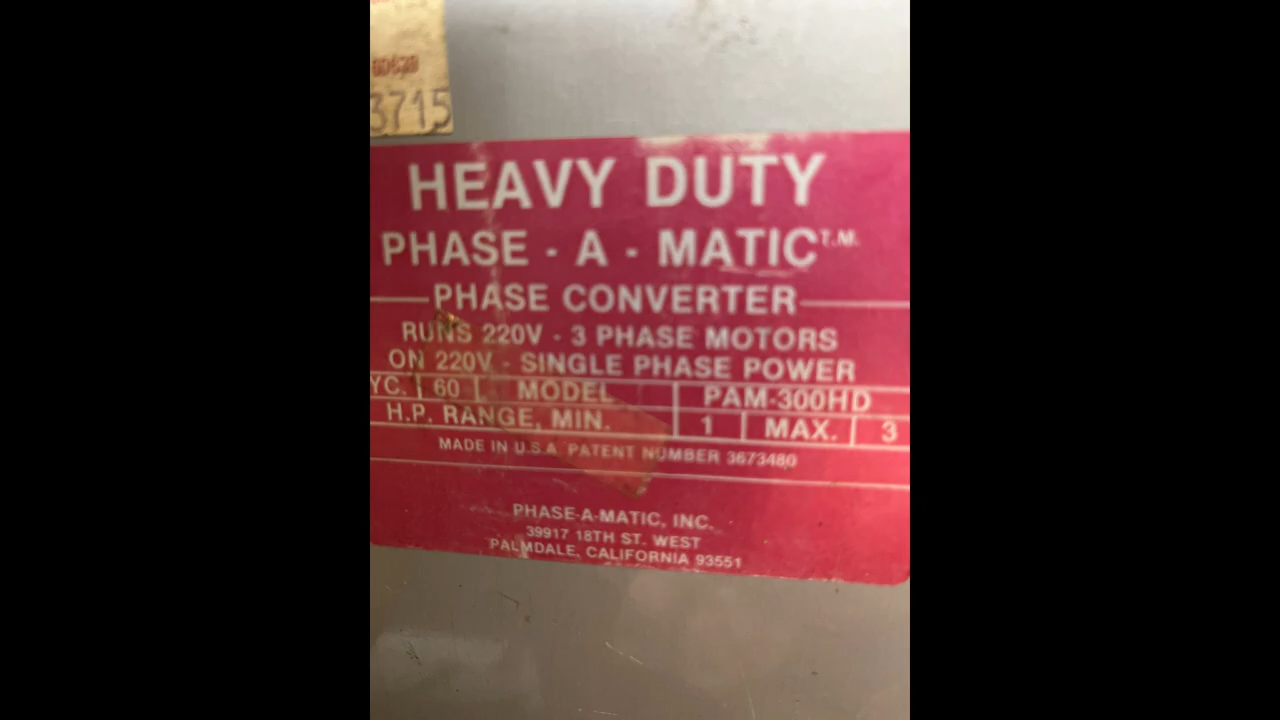 3715
HEAVY DUTY
PHASE - A - MATIC T.M.
PHASE CONVERTER
RUNS 220V - 3 PHASE MOTORS
ON 220V - SINGLE PHASE POWER
YC. 60 MODEL PAM-300HD
H.P. RANGE, MIN. 1 MAX. 3
MADE IN U.S.A. PATENT NUMBER 3673480
PHASE-A-MATIC, INC.
39917 18TH ST. WEST
PALMDALE, CALIFORNIA 93551